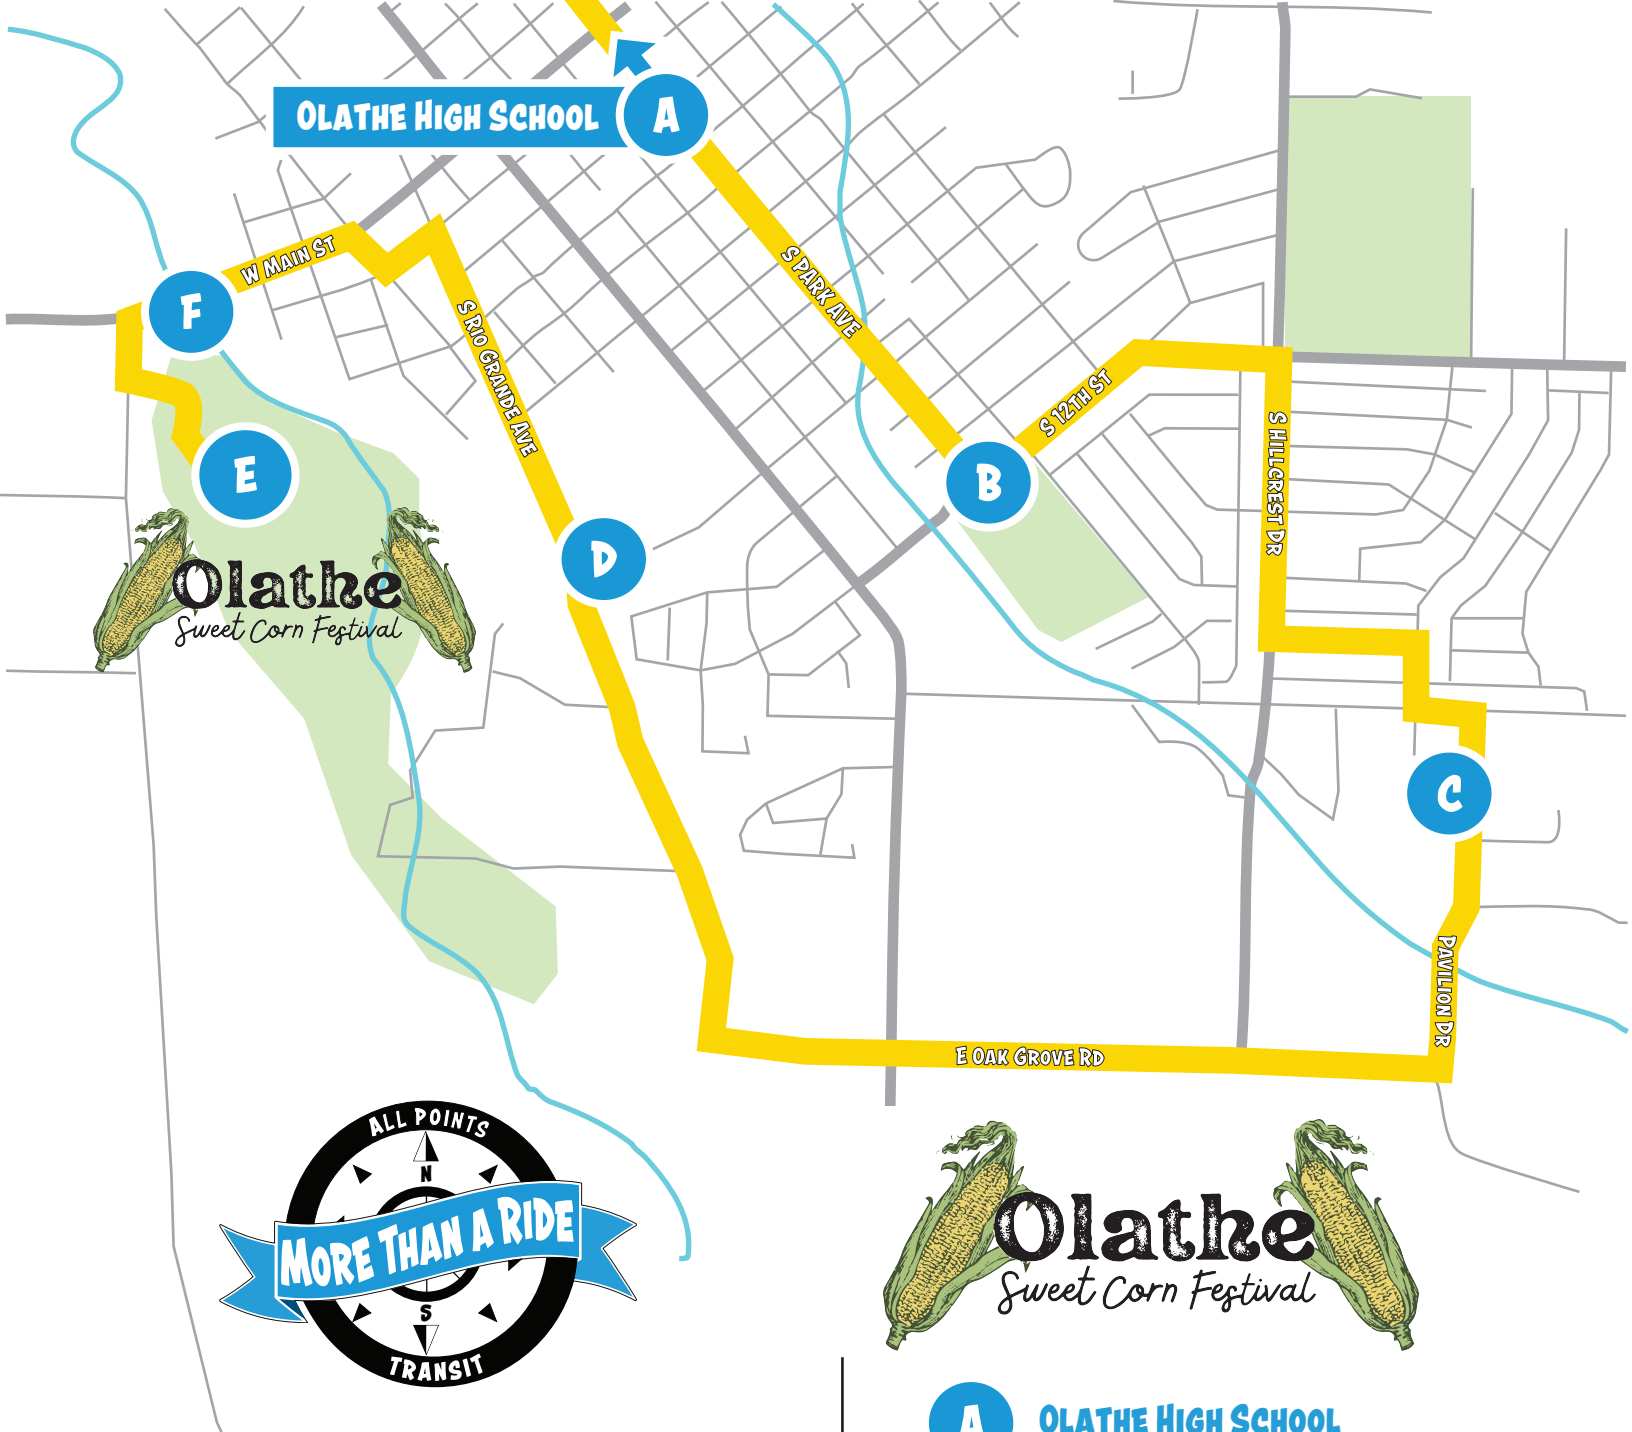 OLATHE HIGH SCHOOL
A
W MAIN ST
F
S RIO GRANDE AVE
S PARK AVE
S 12TH ST
B
S HILLCREST DR
E
D
Olathe
Sweet Corn Festival
C
PAVILION DR
E OAK GROVE RD
ALL POINTS
N
MORE THAN A RIDE
S
TRANSIT
Olathe
Sweet Corn Festival
A
OLATHE HIGH SCHOOL